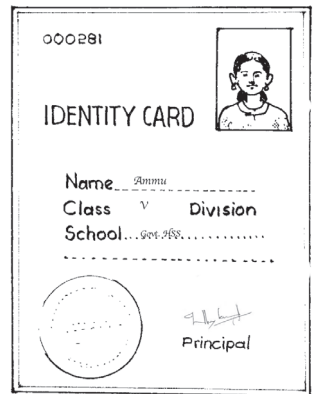 000281
IDENTITY CARD
Name Ammu
Class V Division
School Govt. HSS
Principal